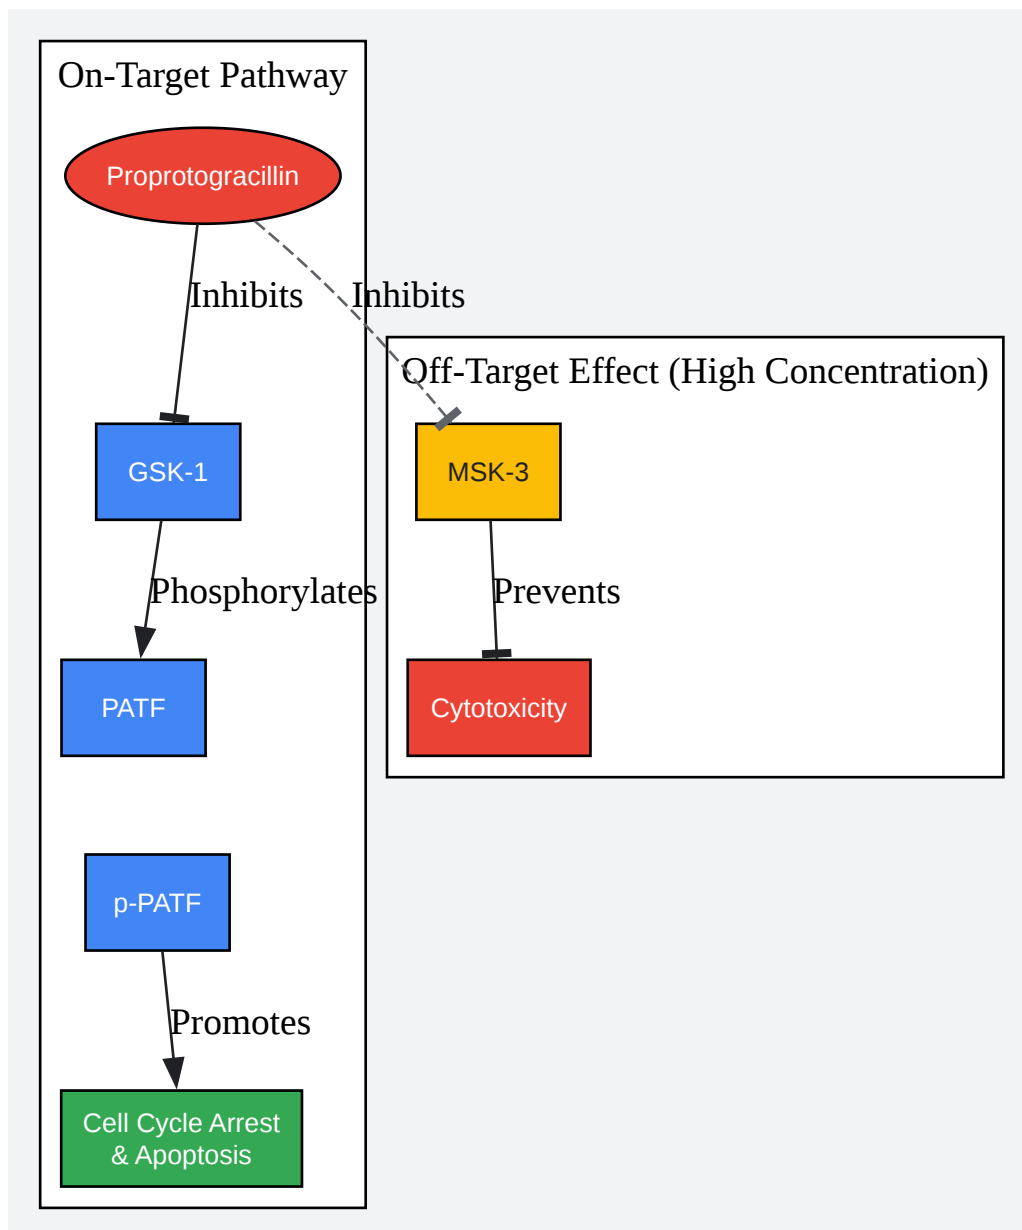 On-Target Pathway
Proprotogracillin
Inhibits
Inhibits
Off-Target Effect (High Concentration)
GSK-1
MSK-3
Phosphorylates
Prevents
PATF
Cytotoxicity
p-PATF
Promotes
Cell Cycle Arrest
& Apoptosis